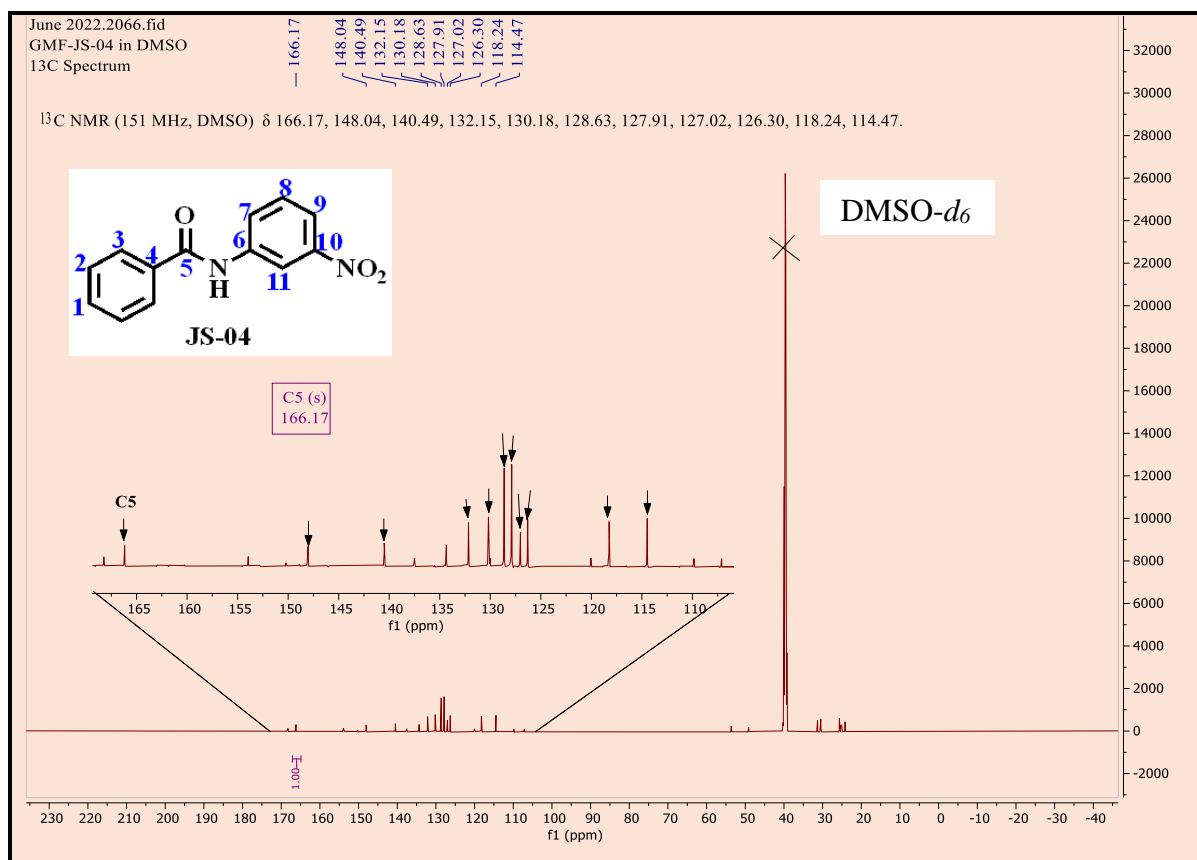 June 2022.2066.fid
GMF-JS-04 in DMSO
13C Spectrum
166.17
148.04
140.49
132.15
130.18
128.63
127.91
127.02
126.30
118.24
114.47
13C NMR (151 MHz, DMSO) δ 166.17, 148.04, 140.49, 132.15, 130.18, 128.63, 127.91, 127.02, 126.30, 118.24, 114.47.
DMSO-d6
8
O
7
9
3
6
10
2
4
5
N
H
11
NO2
1
JS-04
C5 (s)
166.17
C5
165 160 155 150 145 140 135 130 125 120 115 110
f1 (ppm)
1.00
32000
30000
28000
26000
24000
22000
20000
18000
16000
14000
12000
10000
8000
6000
4000
2000
0
-2000
230 220 210 200 190 180 170 160 150 140 130 120 110 100 90 80 70 60 50 40 30 20 10 0 -10 -20 -30 -40
f1 (ppm)